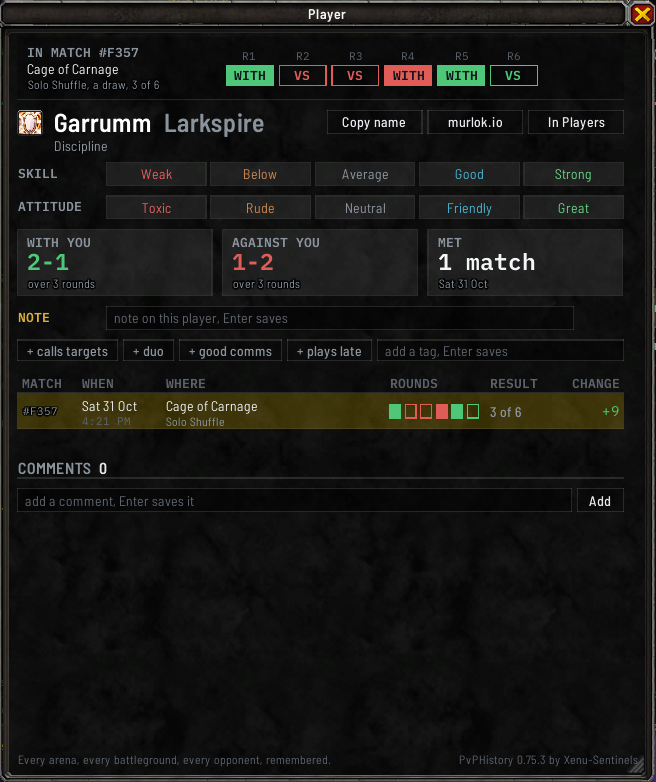 Player
IN MATCH #F357
Cage of Carnage
Solo Shuffle, a draw, 3 of 6
R1 R2 R3 R4 R5 R6
WITH VS VS WITH WITH VS
Garrumm Larkspire
Discipline
Copy name murlok.io In Players
SKILL Weak Below Average Good Strong
ATTITUDE Toxic Rude Neutral Friendly Great
WITH YOU
2-1
over 3 rounds
AGAINST YOU
1-2
over 3 rounds
MET
1 match
Sat 31 Oct
NOTE note on this player, Enter saves
+ calls targets + duo + good comms + plays late add a tag, Enter saves
MATCH WHEN WHERE ROUNDS RESULT CHANGE
#F357 Sat 31 Oct Cage of Carnage 3 of 6 +9
4:21 PM Solo Shuffle
COMMENTS 0
add a comment, Enter saves it Add
Every arena, every battleground, every opponent, remembered. PvPHistory 0.75.3 by Xenu-Sentinels